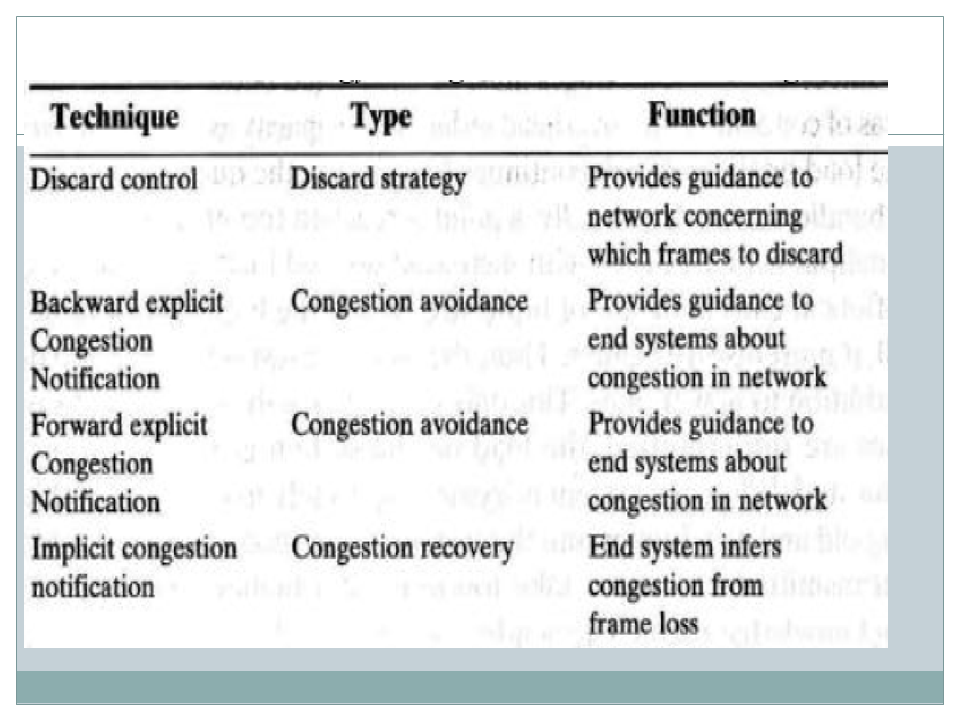 Technique Type Function
Discard control Discard strategy Provides guidance to
network concerning
which frames to discard
Backward explicit Congestion avoidance Provides guidance to
Congestion end systems about
Notification congestion in network
Forward explicit Congestion avoidance Provides guidance to
Congestion end systems about
Notification congestion in network
Implicit congestion Congestion recovery End system infers
notification congestion from
frame loss